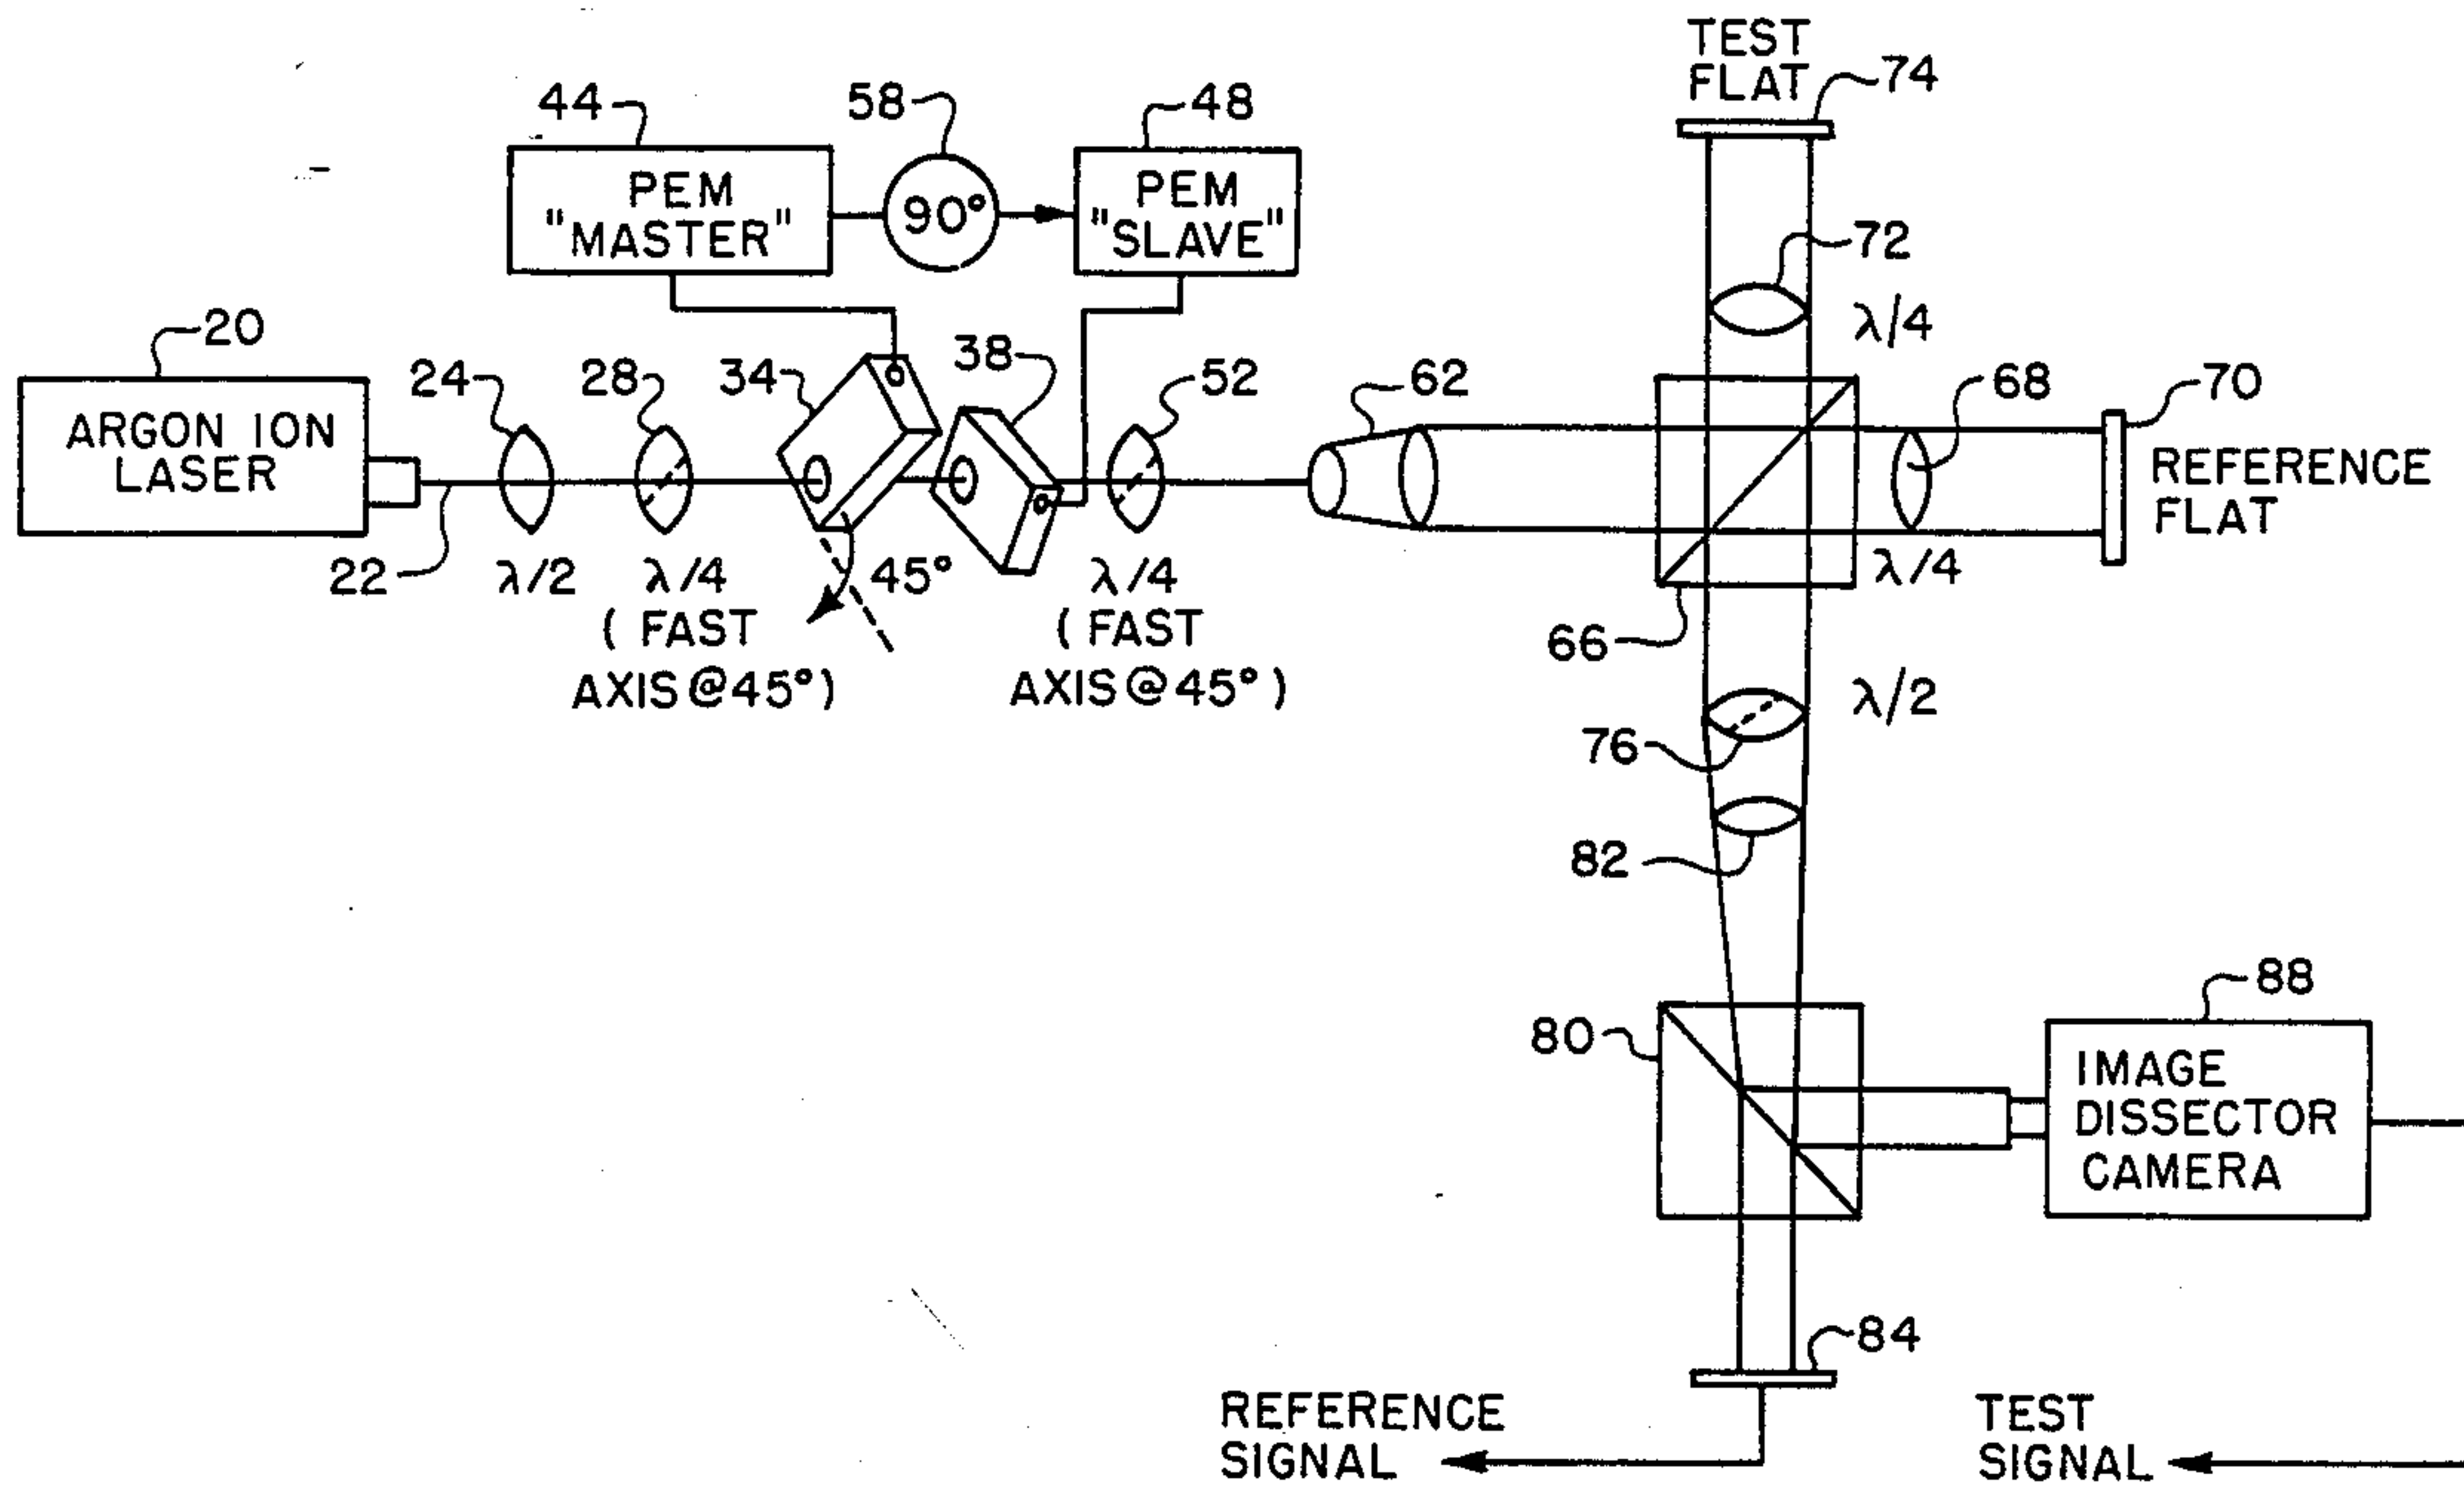 TEST
FLAT
74
44
58
48
PEM
"MASTER"
90°
PEM
"SLAVE"
72
λ/4
20
24
28
34
38
52
62
68
70
ARGON ION
LASER
REFERENCE
FLAT
22
λ/2
λ/4
(FAST
AXIS@45°)
45°
λ/4
(FAST
AXIS@45°)
λ/4
66
λ/2
76
82
88
80
IMAGE
DISSECTOR
CAMERA
84
REFERENCE
SIGNAL
TEST
SIGNAL